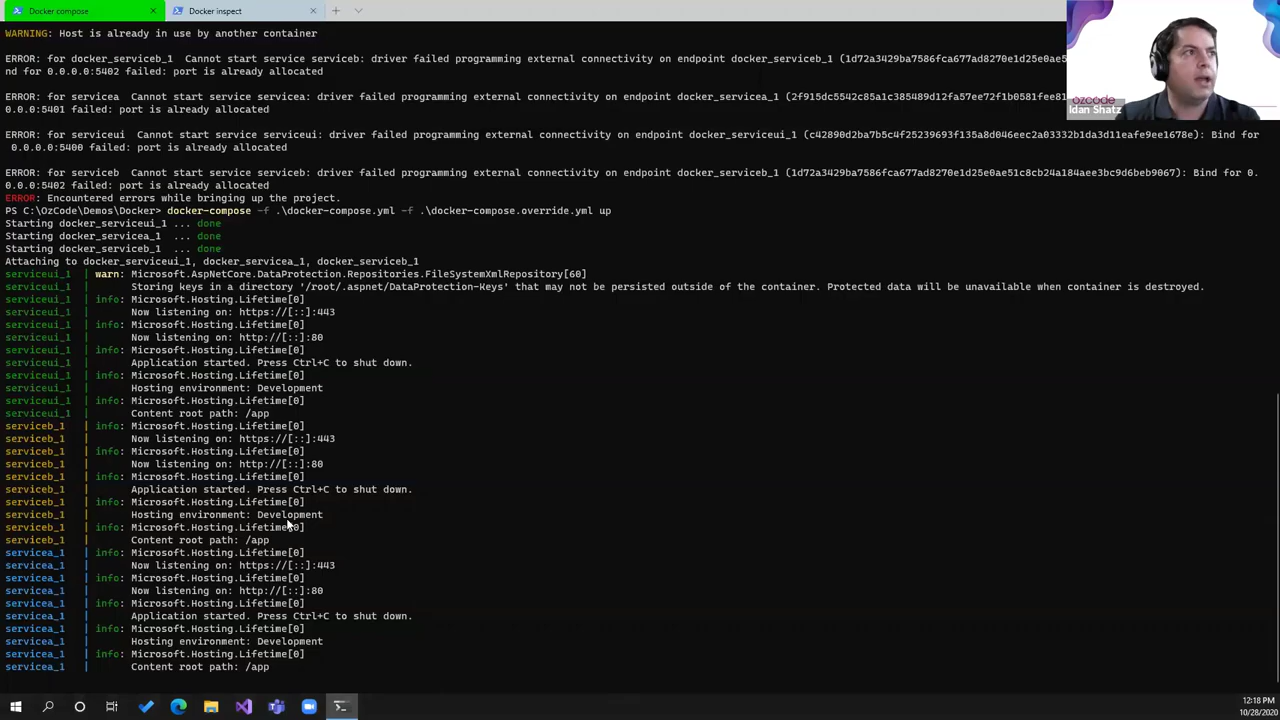 Docker compose
Docker inspect
WARNING: Host is already in use by another container
ERROR: for docker_serviceb_1  Cannot start service serviceb: driver failed programming external connectivity on endpoint docker_serviceb_1 (1d72a3429ba7586fca677ad8270e1d25e0ae5
nd for 0.0.0.0:5402 failed: port is already allocated
ERROR: for docker_servicea_1  Cannot start service servicea: driver failed programming external connectivity on endpoint docker_servicea_1 (2f915dc5542c85a1c385489d12fa57ee72f1b0581fee81
0.0.0.0:5401 failed: port is already allocated
ERROR: for serviceui  Cannot start service serviceui: driver failed programming external connectivity on endpoint docker_serviceui_1 (c42890d2ba7b5c4f25239693f135a8d046eec2a03332b1da3d11eafe9ee1678e): Bind for
0.0.0.0:5400 failed: port is already allocated
ERROR: for serviceb  Cannot start service serviceb: driver failed programming external connectivity on endpoint docker_serviceb_1 (1d72a3429ba7586fca677ad8270e1d25e0ae51c8cb24a184aee3bc9d6beb9067): Bind for 0.
0.0.0:5402 failed: port is already allocated
ERROR: Encountered errors while bringing up the project.
PS C:\OzCode\Demos\Docker> docker-compose -f .\docker-compose.yml -f .\docker-compose.override.yml up
Starting docker_serviceui_1 ... done
Starting docker_servicea_1  ... done
Starting docker_serviceb_1  ... done
Attaching to docker_serviceui_1, docker_servicea_1, docker_serviceb_1
serviceui_1  | warn: Microsoft.AspNetCore.DataProtection.Repositories.FileSystemXmlRepository[60]
serviceui_1  |       Storing keys in a directory '/root/.aspnet/DataProtection-Keys' that may not be persisted outside of the container. Protected data will be unavailable when container is destroyed.
serviceui_1  | info: Microsoft.Hosting.Lifetime[0]
serviceui_1  |       Now listening on: https://[::]:443
serviceui_1  | info: Microsoft.Hosting.Lifetime[0]
serviceui_1  |       Now listening on: http://[::]:80
serviceui_1  | info: Microsoft.Hosting.Lifetime[0]
serviceui_1  |       Application started. Press Ctrl+C to shut down.
serviceui_1  | info: Microsoft.Hosting.Lifetime[0]
serviceui_1  |       Hosting environment: Development
serviceui_1  | info: Microsoft.Hosting.Lifetime[0]
serviceui_1  |       Content root path: /app
serviceb_1   | info: Microsoft.Hosting.Lifetime[0]
serviceb_1   |       Now listening on: https://[::]:443
serviceb_1   | info: Microsoft.Hosting.Lifetime[0]
serviceb_1   |       Now listening on: http://[::]:80
serviceb_1   | info: Microsoft.Hosting.Lifetime[0]
serviceb_1   |       Application started. Press Ctrl+C to shut down.
serviceb_1   | info: Microsoft.Hosting.Lifetime[0]
serviceb_1   |       Hosting environment: Development
serviceb_1   | info: Microsoft.Hosting.Lifetime[0]
serviceb_1   |       Content root path: /app
servicea_1   | info: Microsoft.Hosting.Lifetime[0]
servicea_1   |       Now listening on: https://[::]:443
servicea_1   | info: Microsoft.Hosting.Lifetime[0]
servicea_1   |       Now listening on: http://[::]:80
servicea_1   | info: Microsoft.Hosting.Lifetime[0]
servicea_1   |       Application started. Press Ctrl+C to shut down.
servicea_1   | info: Microsoft.Hosting.Lifetime[0]
servicea_1   |       Hosting environment: Development
servicea_1   | info: Microsoft.Hosting.Lifetime[0]
servicea_1   |       Content root path: /app
ozcode
Idan Shatz
12:18 PM
10/28/2020